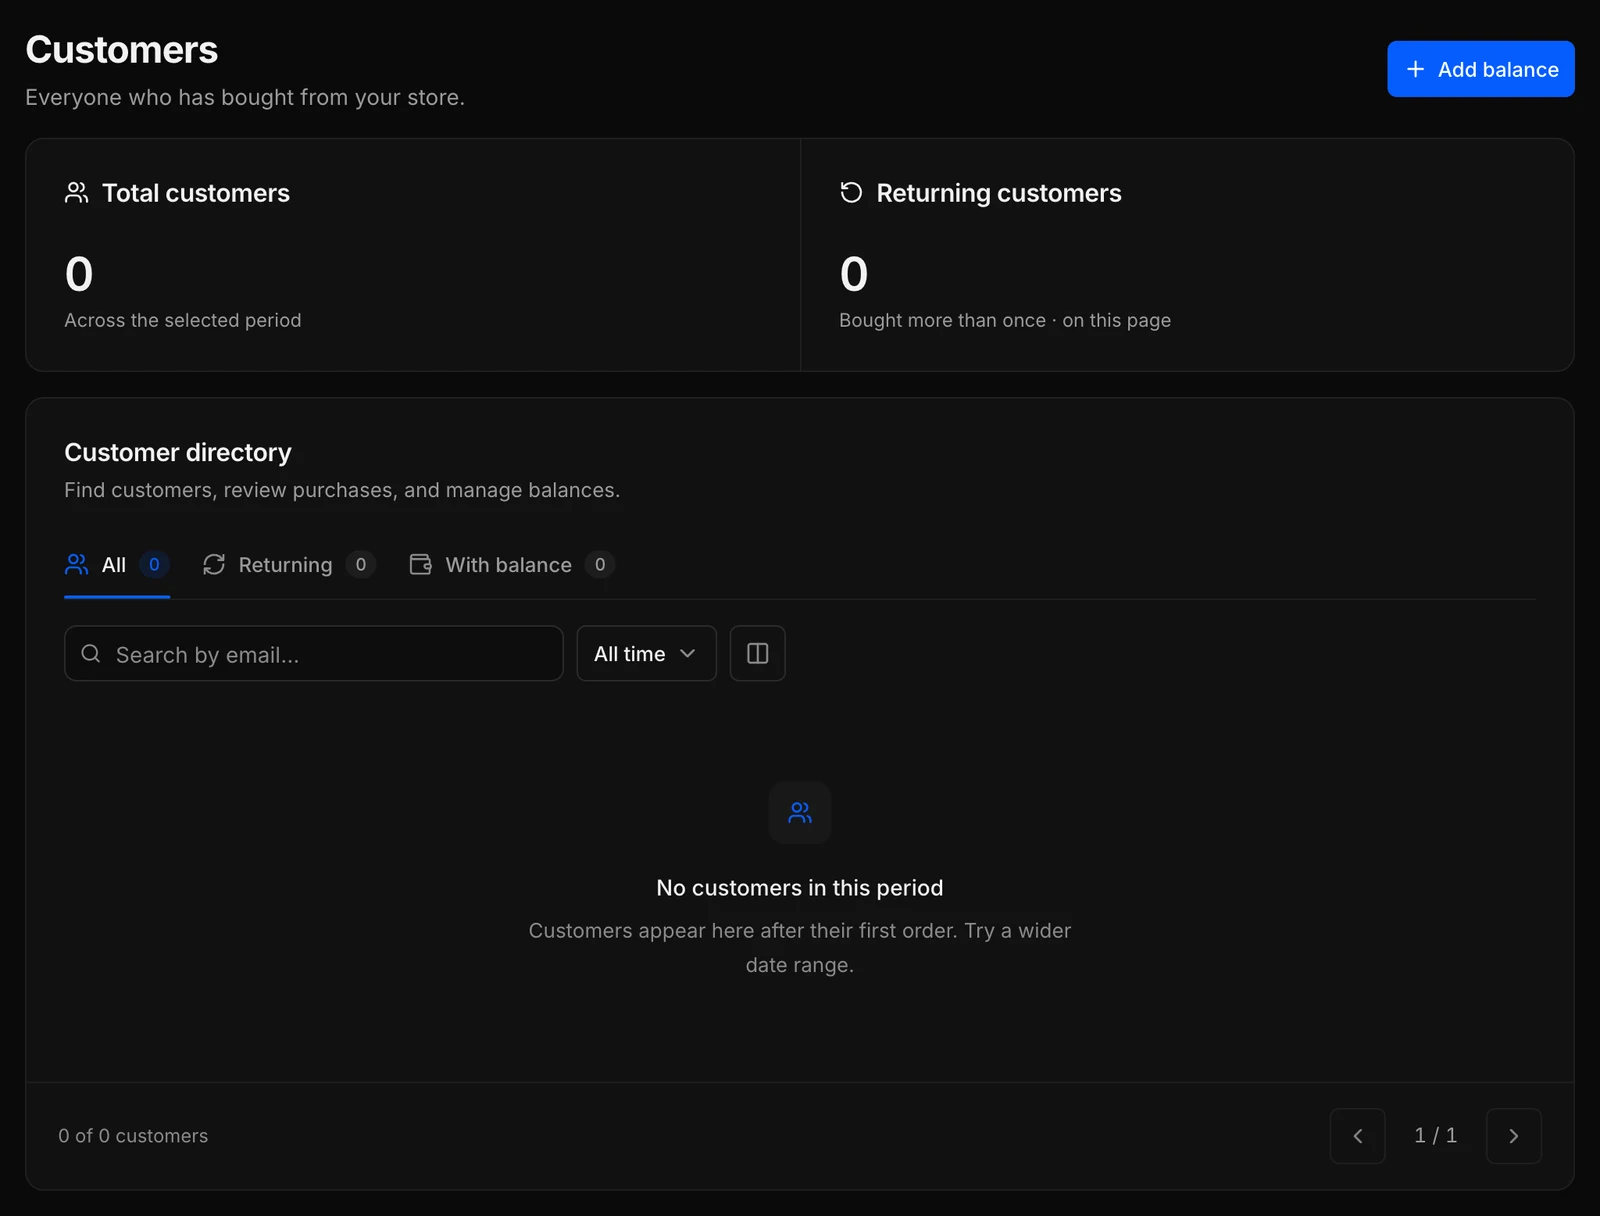 Customers
Everyone who has bought from your store.
Add balance
Total customers
0
Across the selected period
Returning customers
0
Bought more than once · on this page
Customer directory
Find customers, review purchases, and manage balances.
All 0 Returning 0 With balance 0
Search by email...
All time
No customers in this period
Customers appear here after their first order. Try a wider
date range.
0 of 0 customers
1 / 1